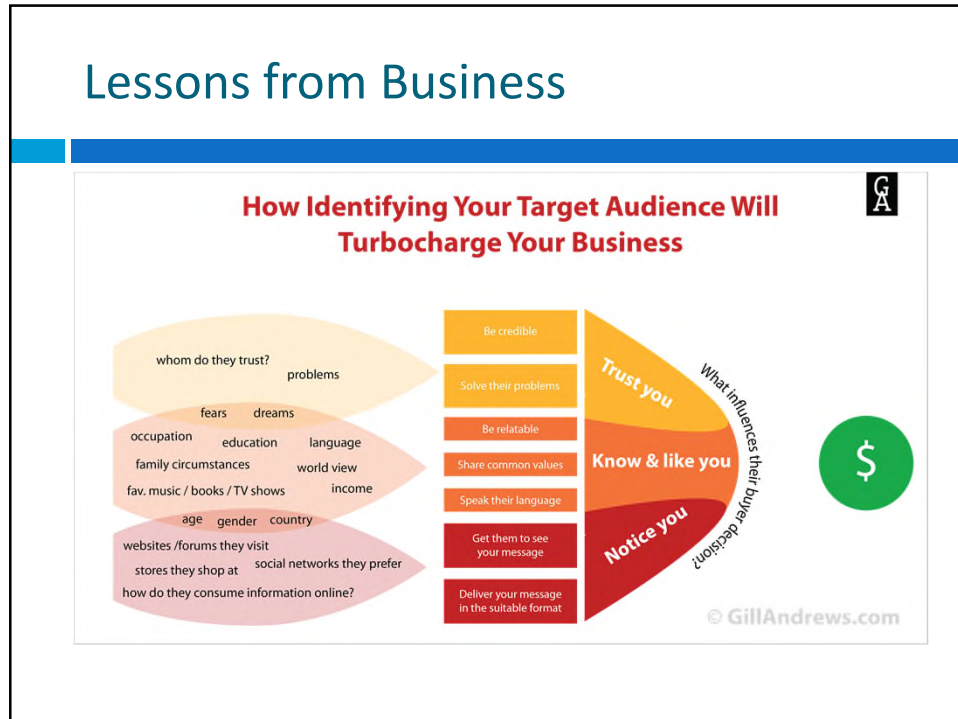 Lessons from Business
G
A
How Identifying Your Target Audience Will
Turbocharge Your Business
whom do they trust?
problems
fears dreams
occupation education language
family circumstances world view
fav. music / books / TV shows income
age gender country
websites /forums they visit
stores they shop at social networks they prefer
how do they consume information online?
Be credible
Solve their problems
Be relatable
Share common values
Speak their language
Get them to see
your message
Deliver your message
in the suitable format
Trust you
Know & like you
Notice you
What influences their buyer decision?
$
© GillAndrews.com